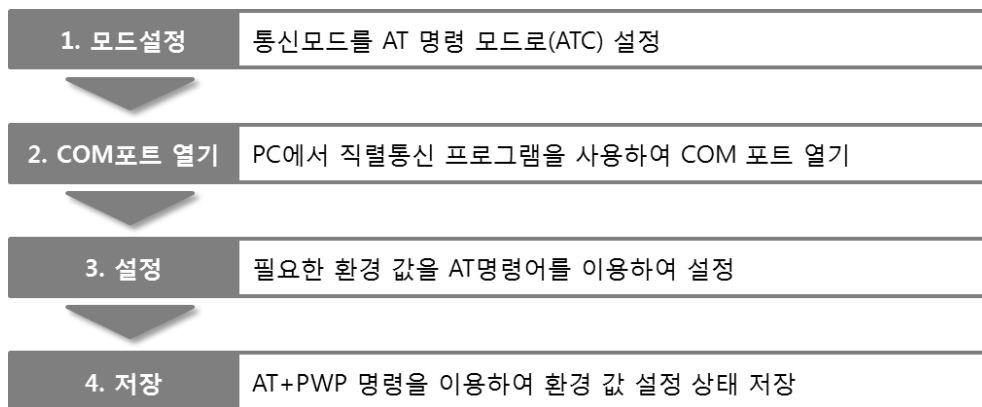 1. 모드설정 통신모드를 AT 명령 모드로(ATC) 설정
2. COM포트 열기 PC에서 직렬통신 프로그램을 사용하여 COM 포트 열기
3. 설정 필요한 환경 값을 AT명령어를 이용하여 설정
4. 저장 AT+PWP 명령을 이용하여 환경 값 설정 상태 저장